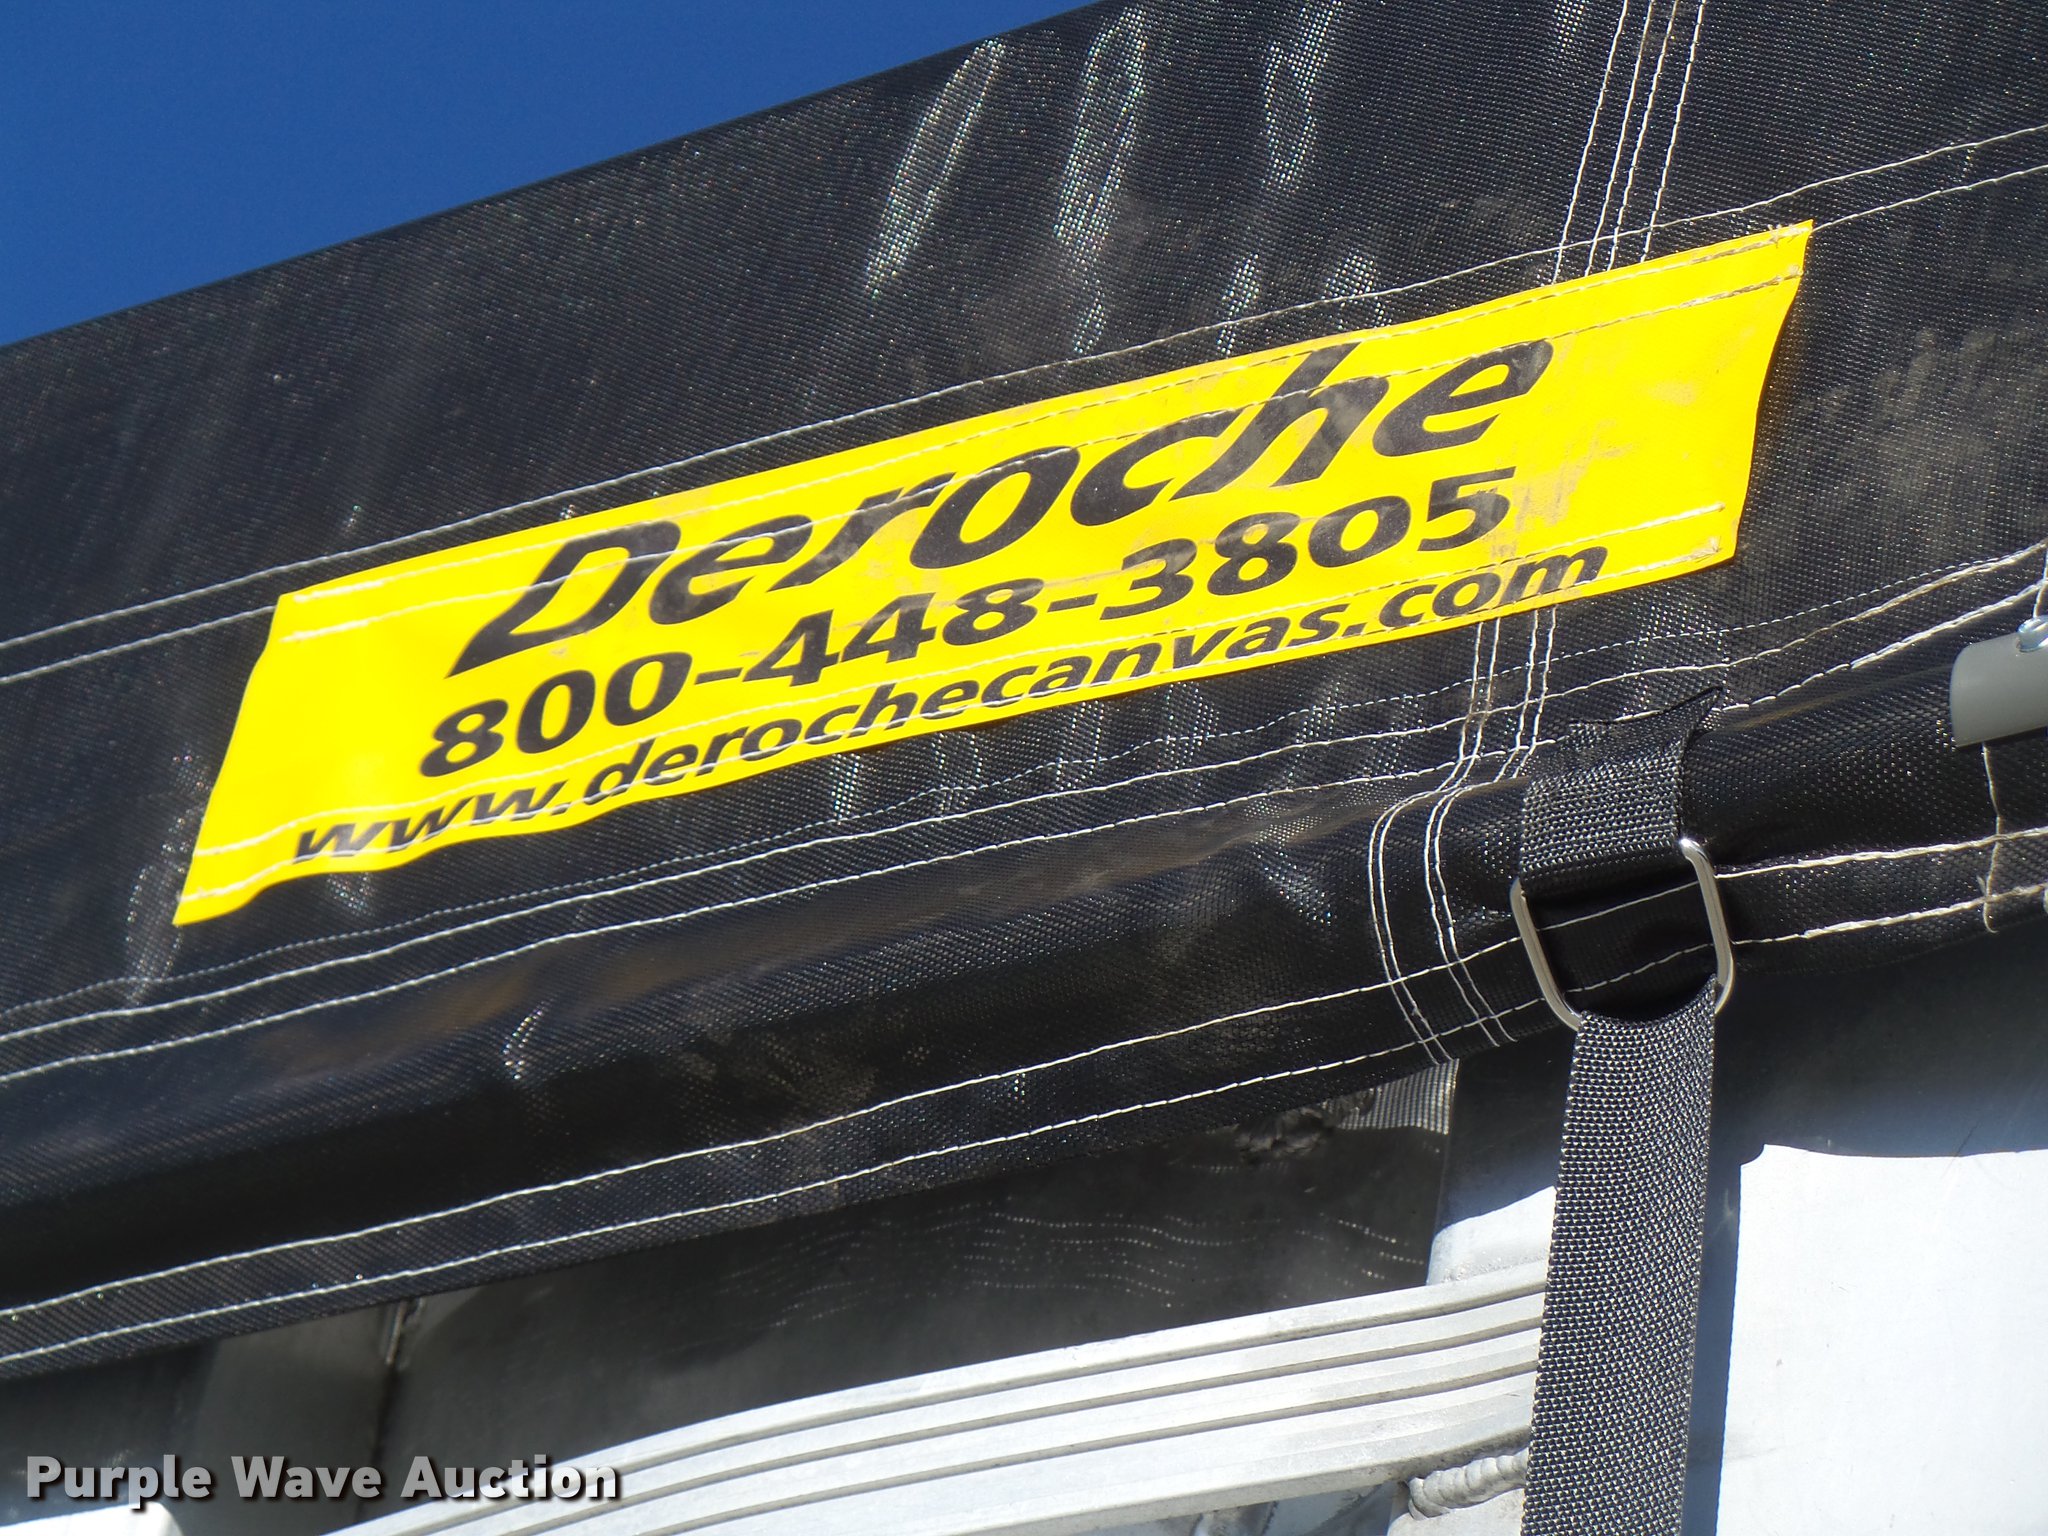 Deroche
800-448-3805
www.derochecanvas.com
Purple Wave Auction